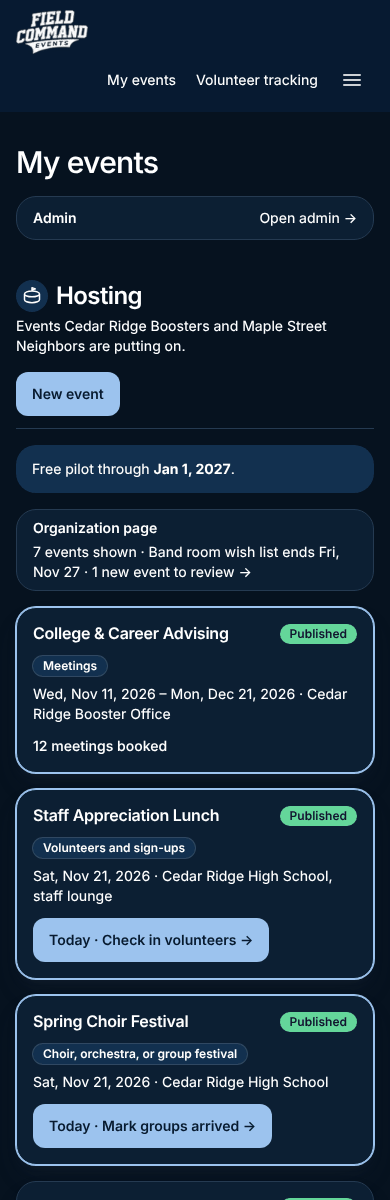 FIELD
COMMAND
EVENTS
My events
Volunteer tracking
My events
Admin
Open admin →
Hosting
Events Cedar Ridge Boosters and Maple Street
Neighbors are putting on.
New event
Free pilot through Jan 1, 2027.
Organization page
7 events shown · Band room wish list ends Fri,
Nov 27 · 1 new event to review →
College & Career Advising
Published
Meetings
Wed, Nov 11, 2026 – Mon, Dec 21, 2026 · Cedar
Ridge Booster Office
12 meetings booked
Staff Appreciation Lunch
Published
Volunteers and sign-ups
Sat, Nov 21, 2026 · Cedar Ridge High School,
staff lounge
Today · Check in volunteers →
Spring Choir Festival
Published
Choir, orchestra, or group festival
Sat, Nov 21, 2026 · Cedar Ridge High School
Today · Mark groups arrived →